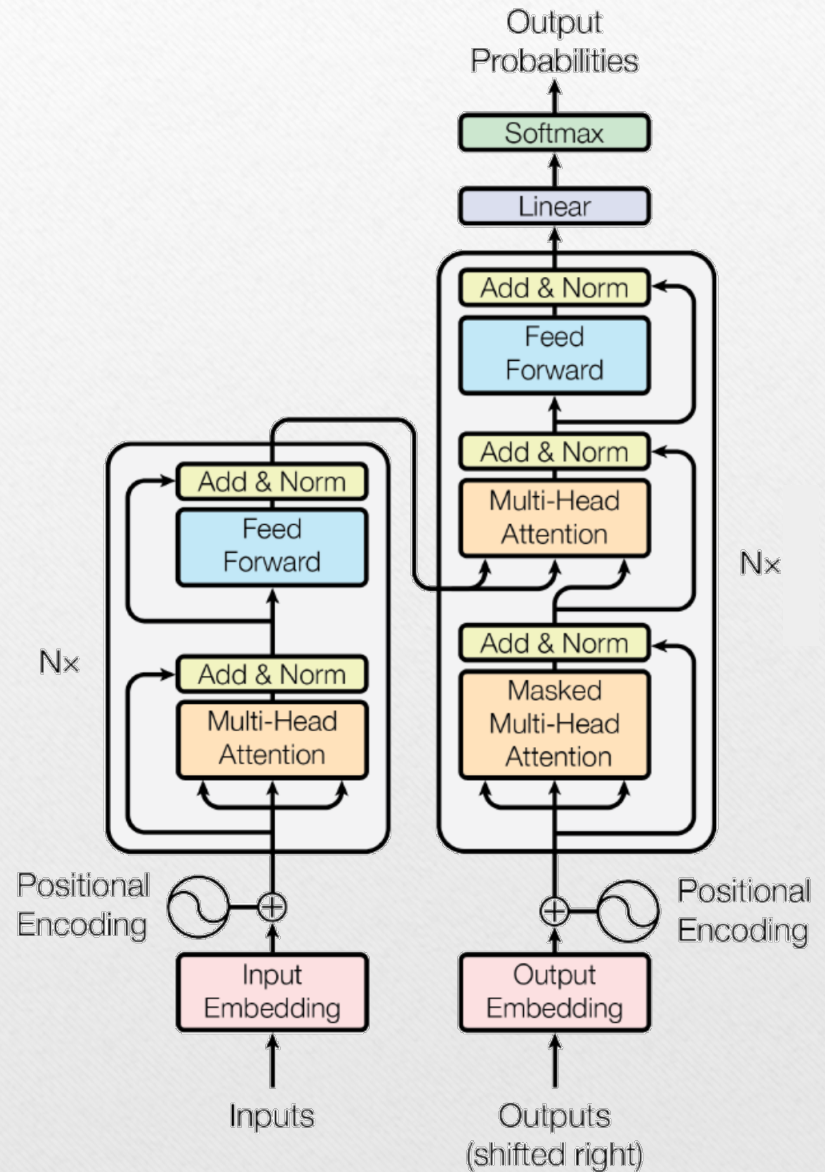 Output
Probabilities
Softmax
Linear
Add & Norm
Feed
Forward
Add & Norm
Multi-Head
Attention
Add & Norm
Masked
Multi-Head
Attention
N×
Add & Norm
Feed
Forward
Add & Norm
Multi-Head
Attention
N×
Positional
Encoding
Positional
Encoding
Input
Embedding
Output
Embedding
Inputs
Outputs
(shifted right)